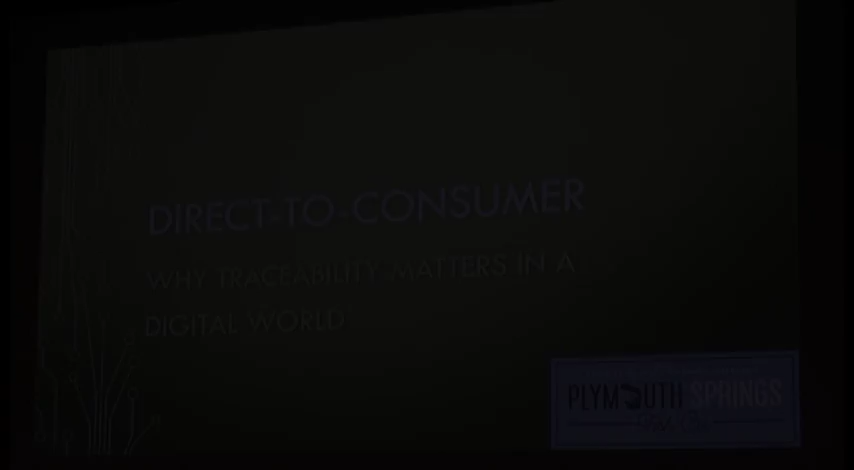 DIRECT-TO-CONSUMER
WHY TRACEABILITY MATTERS IN A
DIGITAL WORLD
PLYMOUTH SPRINGS